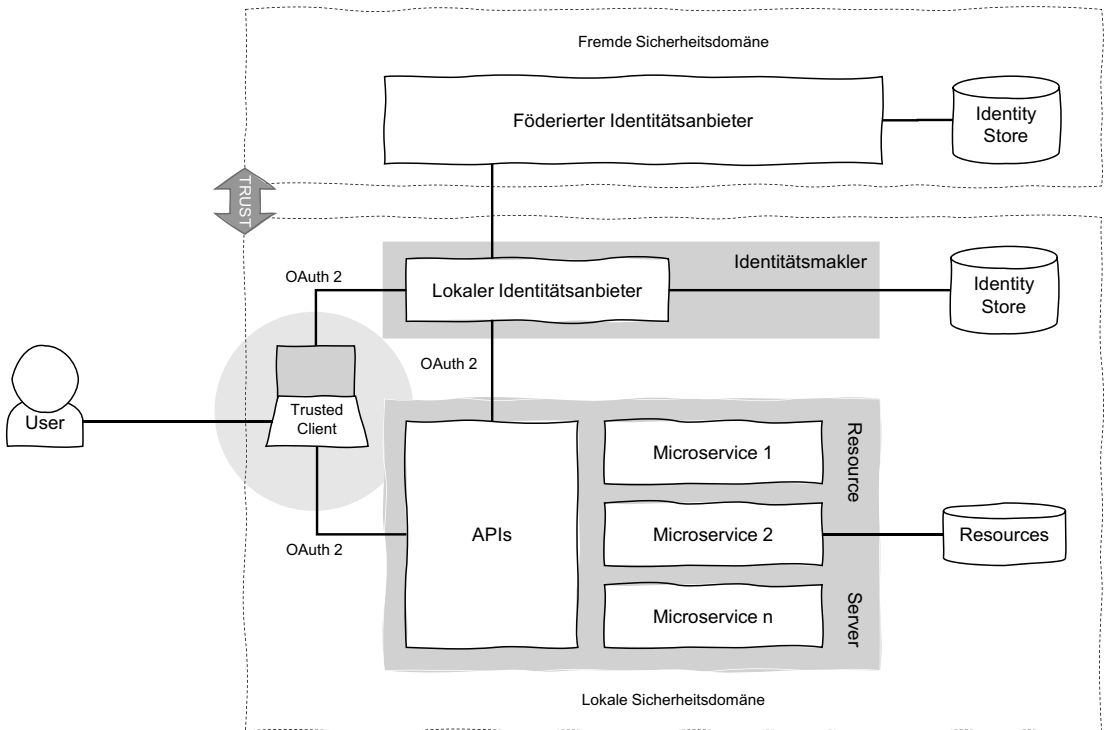 Fremde Sicherheitsdomäne
Föderierter Identitätsanbieter
Identity
Store
TRUST
Identitätsmakler
OAuth 2
Lokaler Identitätsanbieter
Identity
Store
OAuth 2
User
Trusted
Client
Resource
Microservice 1
APIs
Microservice 2
Resources
OAuth 2
Server
Microservice n
Lokale Sicherheitsdomäne